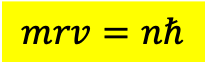 mrv = nħ